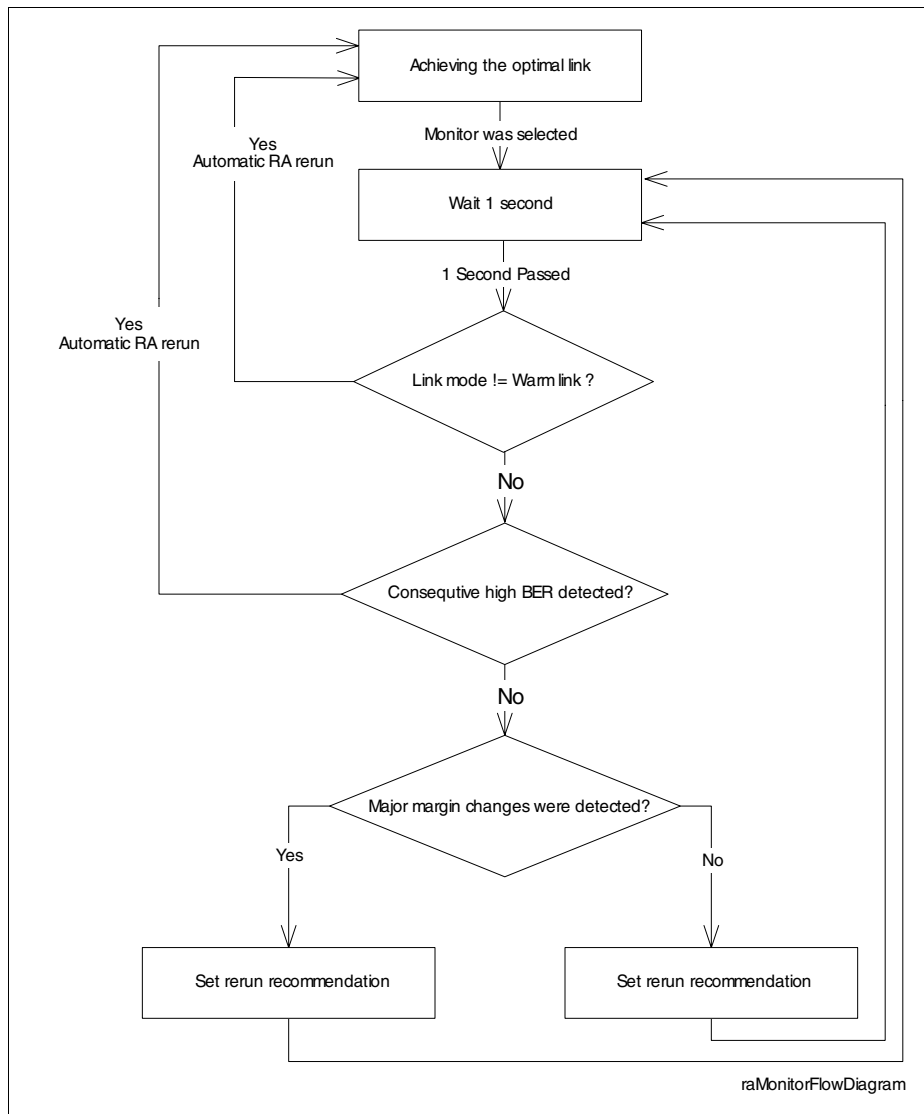 Achieving the optimal link
Monitor was selected
Yes
Automatic RA rerun
Wait 1 second
1 Second Passed
Yes
Automatic RA rerun
Link mode != Warm link ?
No
Consequtive high BER detected?
No
Major margin changes were detected?
Yes
No
Set rerun recommendation
Set rerun recommendation
raMonitorFlowDiagram